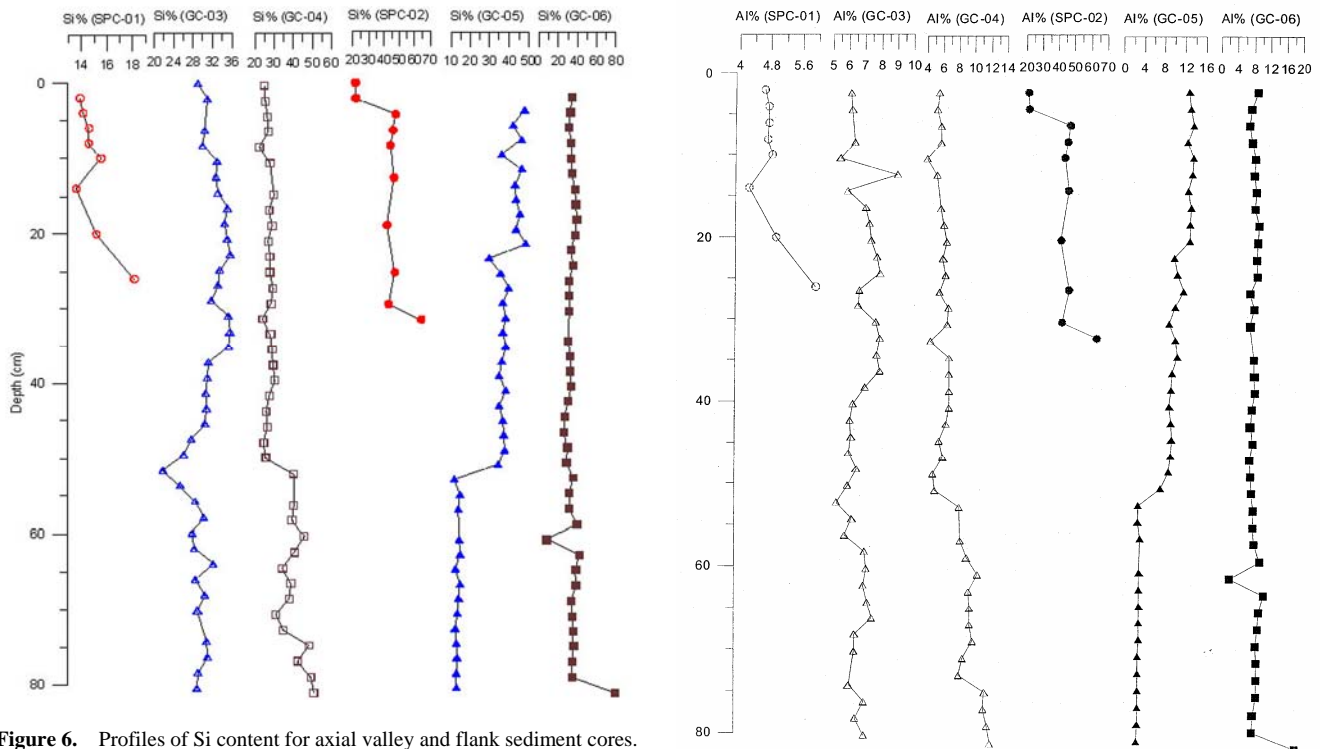 Si% (SPC-01) Si% (GC-03) Si% (GC-04) Si% (SPC-02) Si% (GC-05) Si% (GC-06)
14 16 18 20 24 28 32 36 20 30 40 50 60 20 30 40 50 60 70 10 20 30 40 50 0 20 40 60 80
0
20
Depth (cm)
40
60
80
Figure 6. Profiles of Si content for axial valley and flank sediment cores.
Al% (SPC-01) Al% (GC-03) Al% (GC-04) Al% (SPC-02) Al% (GC-05) Al% (GC-06)
4 4.8 5.6 5 6 7 8 9 10 4 6 8 10 12 14 20 30 40 50 60 70 0 4 8 12 16 0 4 8 12 16 20
0
20
40
60
80